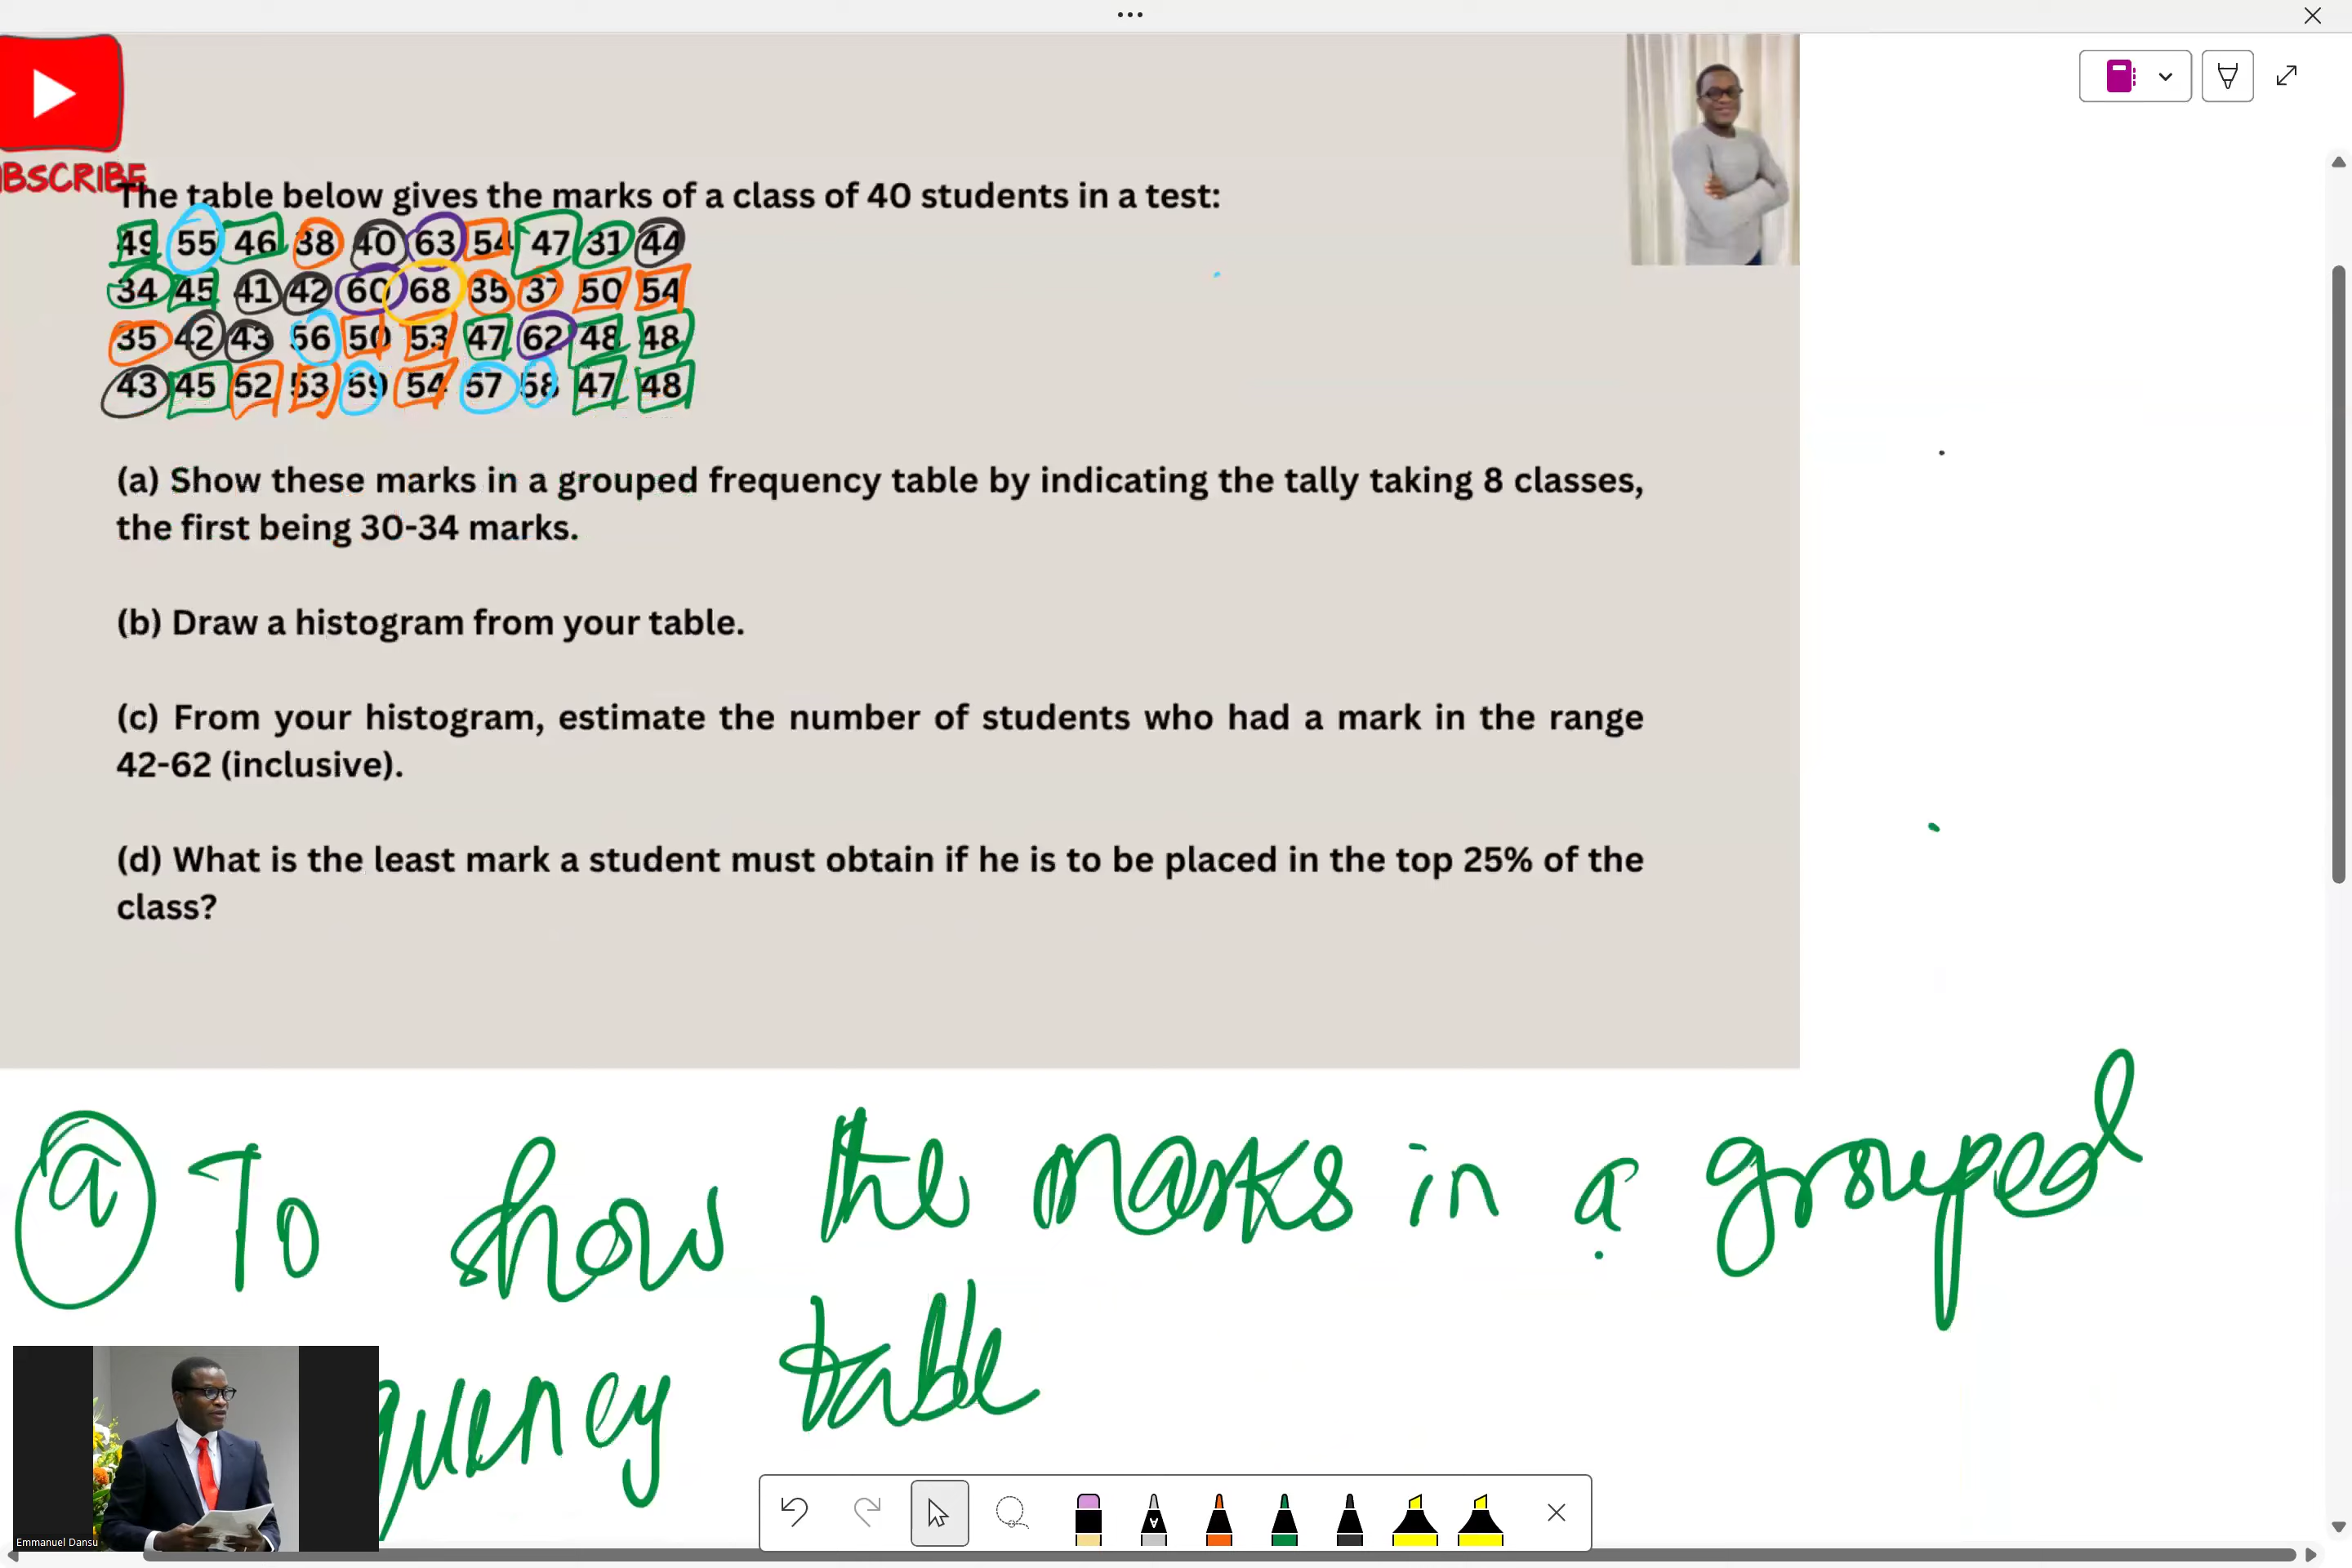 BSCRIBE
The table below gives the marks of a class of 40 students in a test:
49 55 46 38 40 63 54 47 31 44
34 45 41 42 60 68 35 37 50 54
35 42 43 56 50 53 47 62 48 48
43 45 52 53 59 54 57 58 47 48
(a) Show these marks in a grouped frequency table by indicating the tally taking 8 classes,
the first being 30-34 marks.
(b) Draw a histogram from your table.
(c) From your histogram, estimate the number of students who had a mark in the range
42-62 (inclusive).
(d) What is the least mark a student must obtain if he is to be placed in the top 25% of the
class?
(a) To show the marks in a grouped
quency table
Emmanuel Dansu